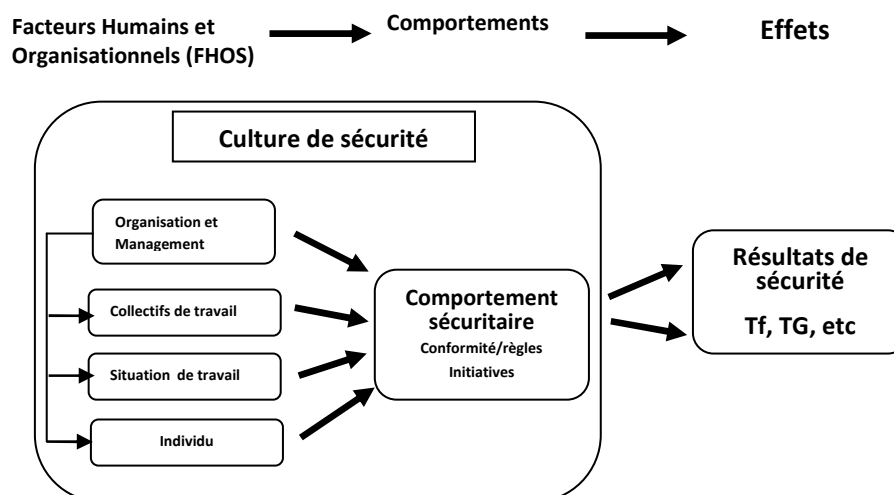 Facteurs Humains et
Organisationnels (FHOS)
Comportements
Effets
Culture de sécurité
Organisation et
Management
Collectifs de travail
Situation de travail
Individu
Comportement
sécuritaire
Conformité/règles
Initiatives
Résultats de
sécurité
Tf, TG, etc